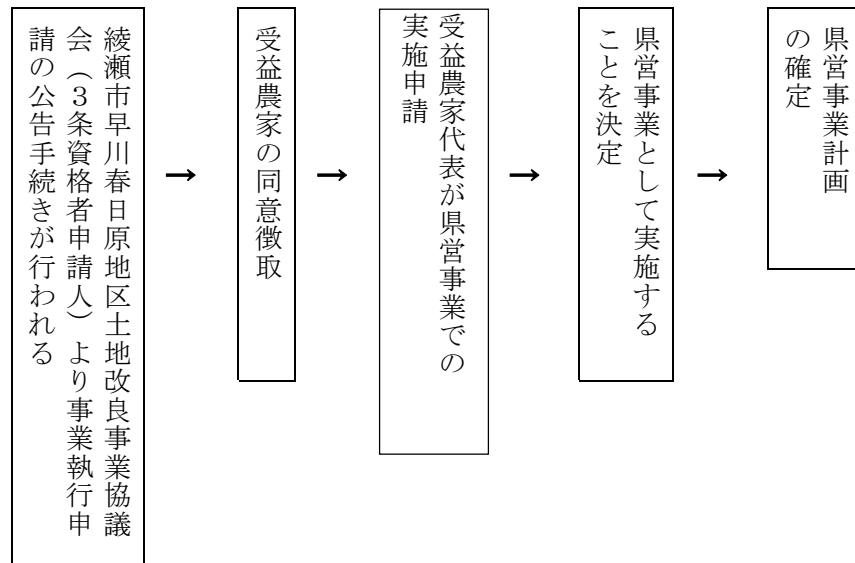 綾瀬市早川春日原地区土地改良事業協議
会（３条資格者申請人）より事業執行申
請の公告手続きが行われる
→
受益農家の同意徴取
→
受益農家代表が県営事業での
実施申請
→
県営事業として実施する
ことを決定
→
県営事業計画
の確定